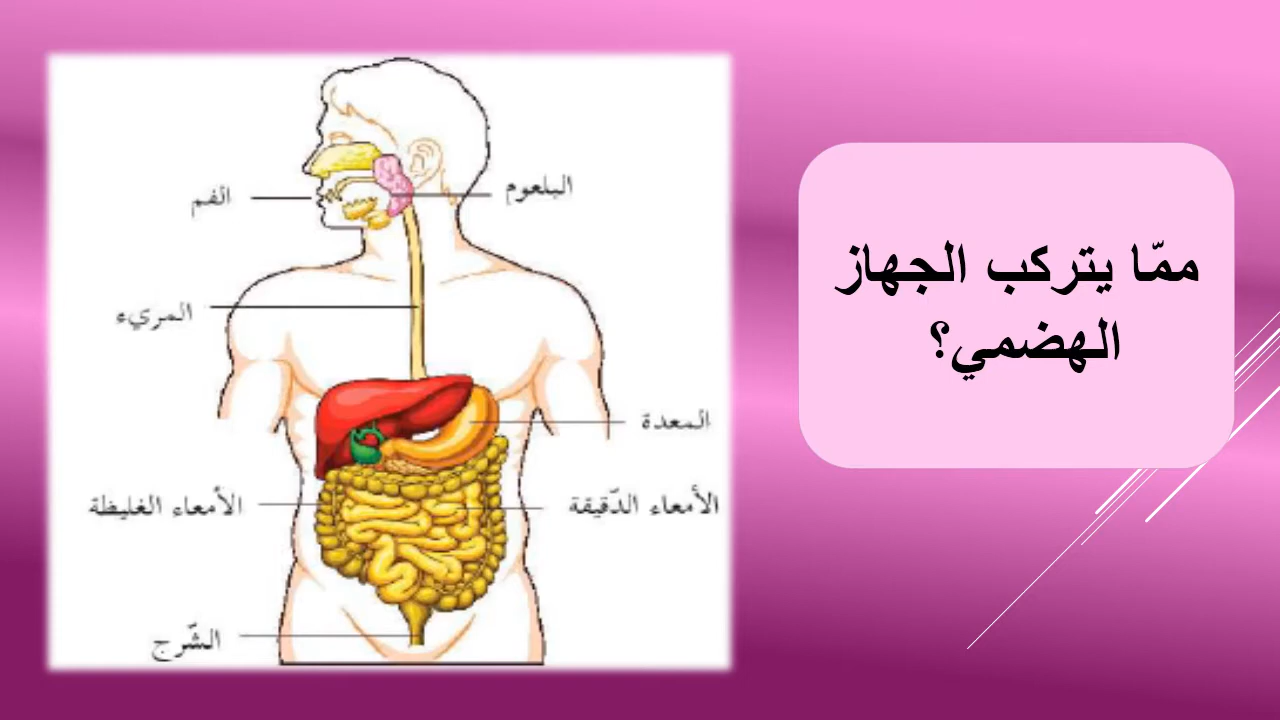 ممّا يتركب الجهاز
الهضمي؟
البلعوم
الفم
المريء
المعدة
الأمعاء الدّقيقة
الأمعاء الغليظة
الشّرج